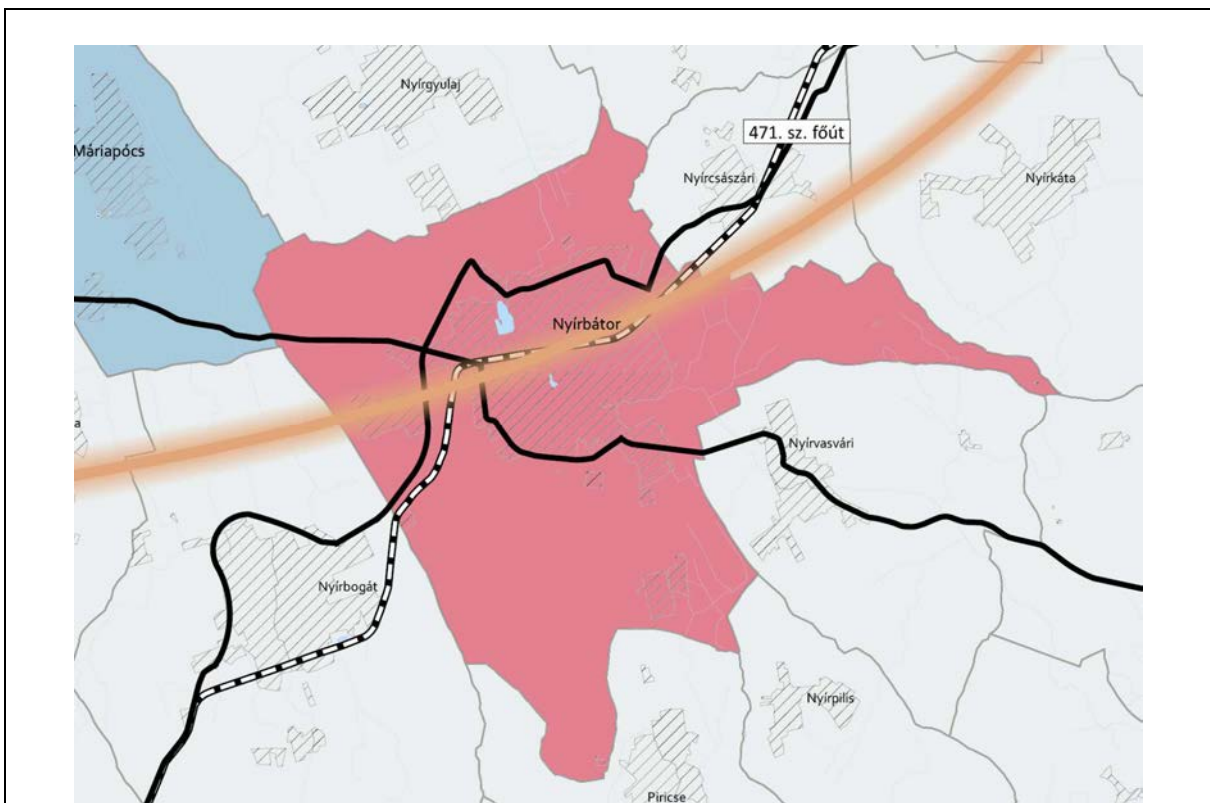 Nyírgyulaj
471. sz. főút
Máriapócs
Nyírcsászári
Nyírkáta
Nyírbátor
a
Nyírvasvári
Nyírbogát
Nyírpilis
Piricse